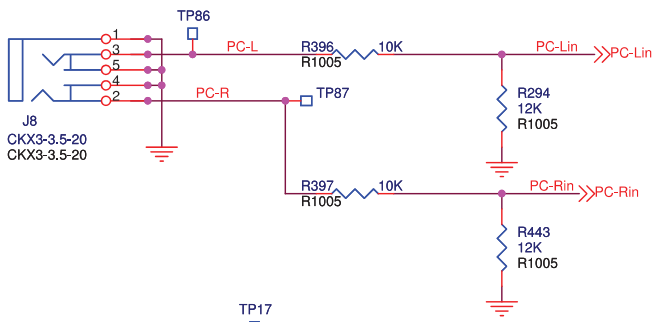 TP86
1
3
5
4
2
PC-L
R396
10K
R1005
PC-Lin
PC-Lin
R294
12K
R1005
PC-R
TP87
J8
CKX3-3.5-20
CKX3-3.5-20
R397
10K
R1005
PC-Rin
PC-Rin
R443
12K
R1005
TP17